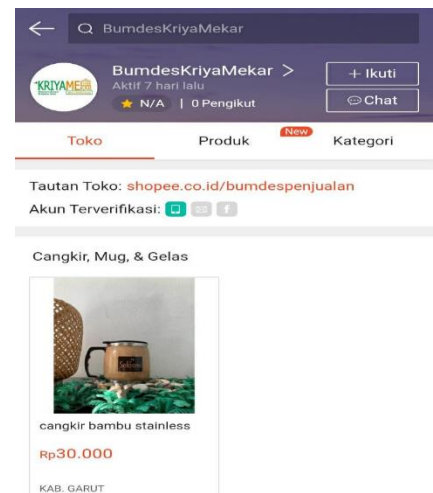 BumdesKriyaMekar
KRIYAMEKAR
BumdesKriyaMekar >
Aktif 7 hari lalu
N/A | 0 Pengikut
+ Ikuti
Chat
Toko
Produk
New
Kategori
Tautan Toko: shopee.co.id/bumdespenjualan
Akun Terverifikasi:
Cangkir, Mug, & Gelas
cangkir bambu stainless
Rp30.000
KAB. GARUT